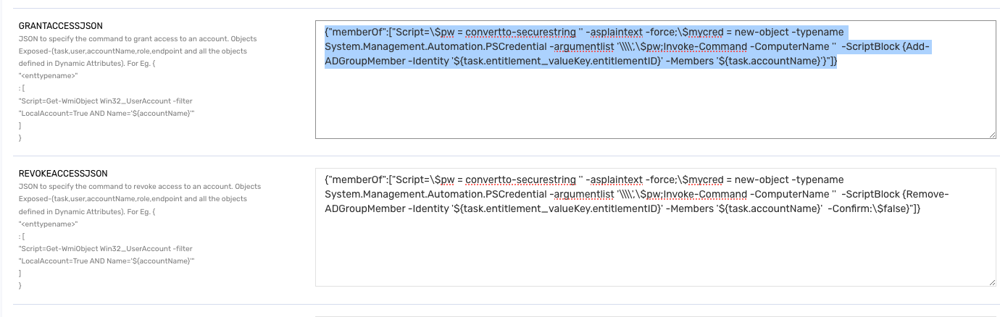 GRANTACCESSJSON
JSON to specify the command to grant access to an account. Objects
Exposed-(task,user,accountName,role,endpoint and all the objects
defined in Dynamic Attributes). For Eg. {
"<enttypename>"
: [
"Script=Get-WmiObject Win32_UserAccount -filter
"LocalAccount=True AND Name='${accountName}'"
]
}
{"memberOf":["Script=\$pw = convertto-securestring '' -asplaintext -force;\$mycred = new-object -typename
System.Management.Automation.PSCredential -argumentlist '\\\\',\$pw;Invoke-Command -ComputerName ''  -ScriptBlock {Add-
ADGroupMember -Identity '${task.entitlement_valueKey.entitlementID}' -Members '${task.accountName}'}"]}
REVOKEACCESSJSON
JSON to specify the command to revoke access to an account. Objects
Exposed-(task,user,accountName,role,endpoint and all the objects
defined in Dynamic Attributes). For Eg. {
"<enttypename>"
: [
"Script=Get-WmiObject Win32_UserAccount -filter
"LocalAccount=True AND Name='${accountName}'"
]
}
{"memberOf":["Script=\$pw = convertto-securestring '' -asplaintext -force;\$mycred = new-object -typename
System.Management.Automation.PSCredential -argumentlist '\\\\',\$pw;Invoke-Command -ComputerName ''  -ScriptBlock {Remove-
ADGroupMember -Identity '${task.entitlement_valueKey.entitlementID}' -Members '${task.accountName}'  -Confirm:\$false}"]}